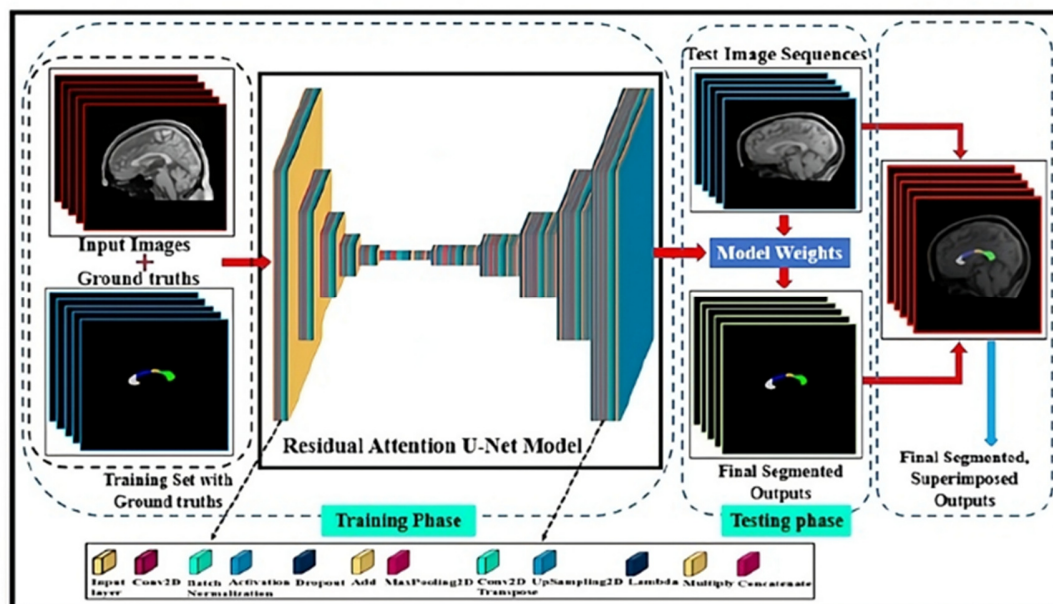 Input Images
+
Ground truths
Training Set with
Ground truths
Residual Attention U-Net Model
Training Phase
Test Image Sequences
Model Weights
Final Segmented
Outputs
Testing phase
Final Segmented,
Superimposed
Outputs
Input
layer
Conv2D
Batch
Normalization
Activation
Dropout
Add
MaxPooling2D
Conv2D
Transpose
UpSampling2D
Lambda
Multiply
Concatenate